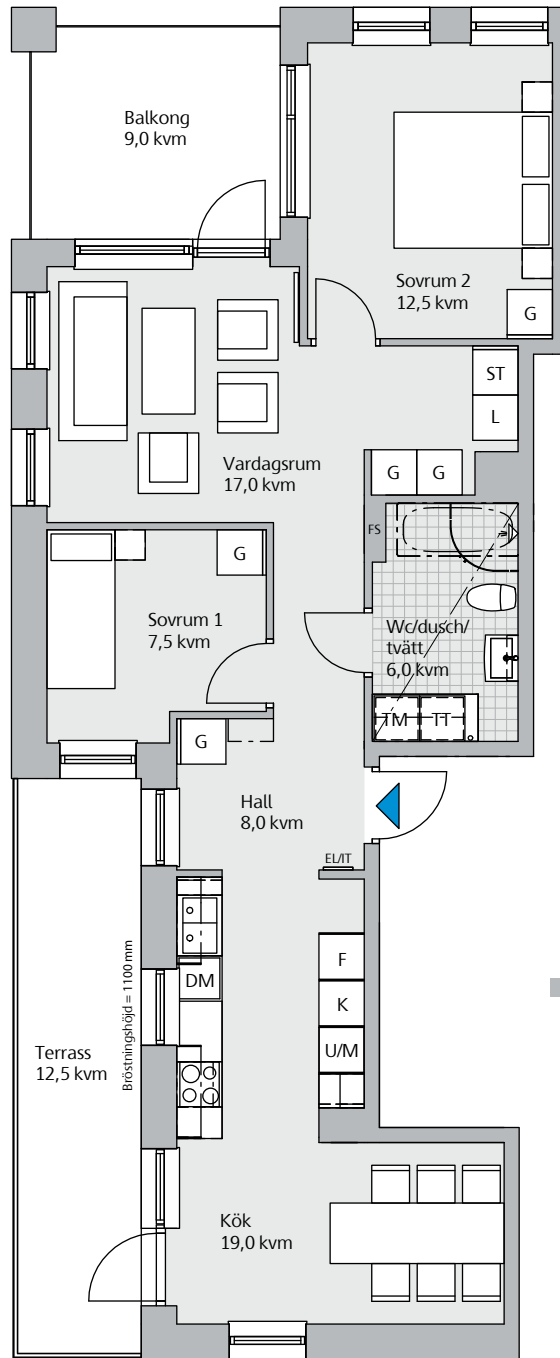 Balkong
9,0 kvm
Sovrum 2
12,5 kvm
G
ST
L
Vardagsrum
17,0 kvm
G G
FS
G
Sovrum 1
7,5 kvm
Wc/dusch/
tvätt
6,0 kvm
TM TT
G
Hall
8,0 kvm
EL/IT
F
DM
K
U/M
Bröstningshöjd = 1100 mm
Terrass
12,5 kvm
Kök
19,0 kvm